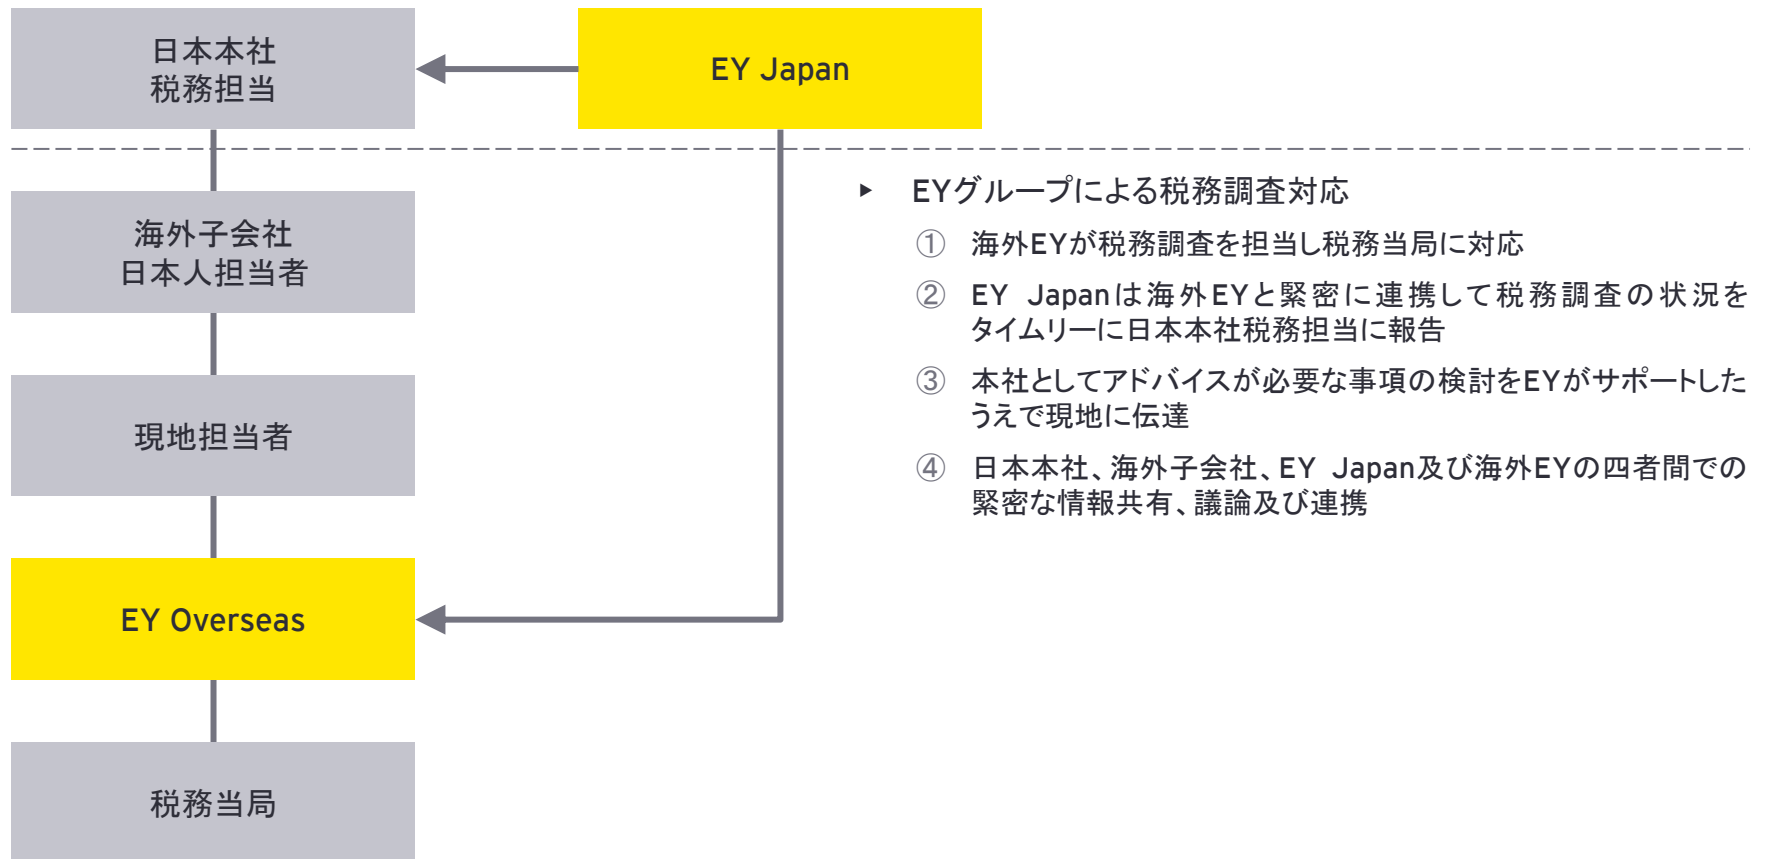 日本本社
税務担当
EY Japan
海外子会社
日本人担当者
現地担当者
EY Overseas
税務当局
▶ EYグループによる税務調査対応
① 海外EYが税務調査を担当し税務当局に対応
② EY Japanは海外EYと緊密に連携して税務調査の状況を
タイムリーに日本本社税務担当に報告
③ 本社としてアドバイスが必要な事項の検討をEYがサポートした
うえで現地に伝達
④ 日本本社、海外子会社、EY Japan及び海外EYの四者間での
緊密な情報共有、議論及び連携